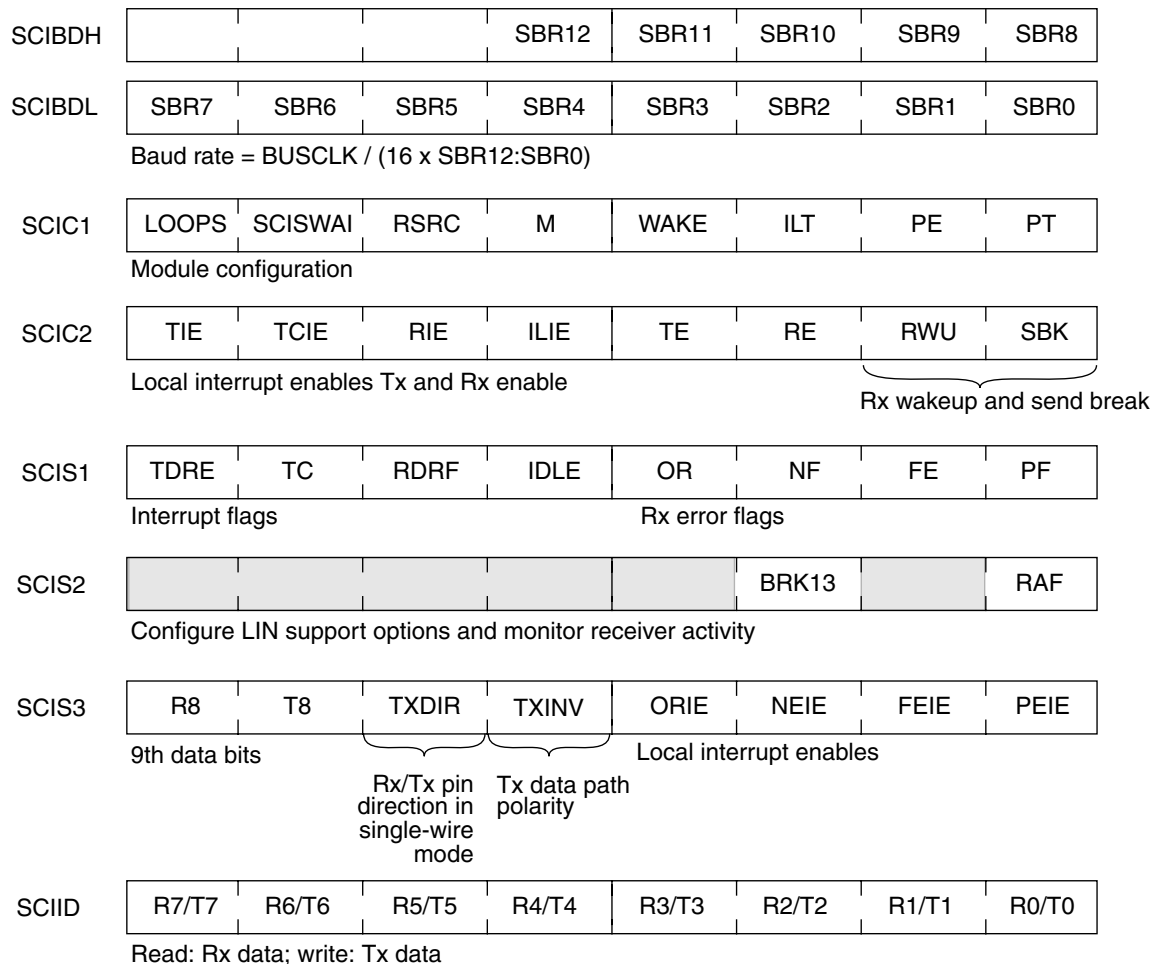 SCIBDH SBR12 SBR11 SBR10 SBR9 SBR8
SCIBDL SBR7 SBR6 SBR5 SBR4 SBR3 SBR2 SBR1 SBR0
Baud rate = BUSCLK / (16 x SBR12:SBR0)
SCIC1 LOOPS SCISWAI RSRC M WAKE ILT PE PT
Module configuration
SCIC2 TIE TCIE RIE ILIE TE RE RWU SBK
Local interrupt enables Tx and Rx enable
Rx wakeup and send break
SCIS1 TDRE TC RDRF IDLE OR NF FE PF
Interrupt flags Rx error flags
SCIS2 BRK13 RAF
Configure LIN support options and monitor receiver activity
SCIS3 R8 T8 TXDIR TXINV ORIE NEIE FEIE PEIE
9th data bits Local interrupt enables
Rx/Tx pin
direction in
single-wire
mode
Tx data path
polarity
SCIID R7/T7 R6/T6 R5/T5 R4/T4 R3/T3 R2/T2 R1/T1 R0/T0
Read: Rx data; write: Tx data